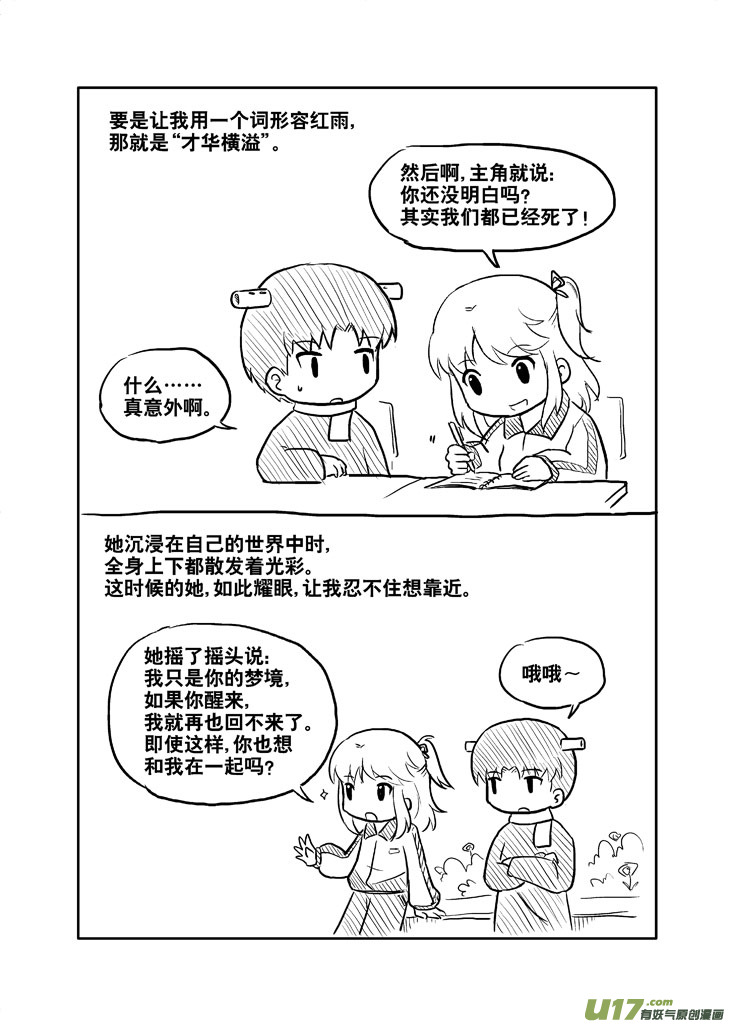 要是让我用一个词形容红雨，
那就是“才华横溢”。
然后啊，主角就说：
你还没明白吗？
其实我们都已经死了！
什么……
真意外啊。
她沉浸在自己的世界中时，
全身上下都散发着光彩。
这时候的她，如此耀眼，让我忍不住想靠近。
她摇了摇头说：
我只是你的梦境，
如果你醒来，
我就再也回不来了。
即使这样，你也想
和我在一起吗？
哦哦～
U17.com
有妖气原创漫画